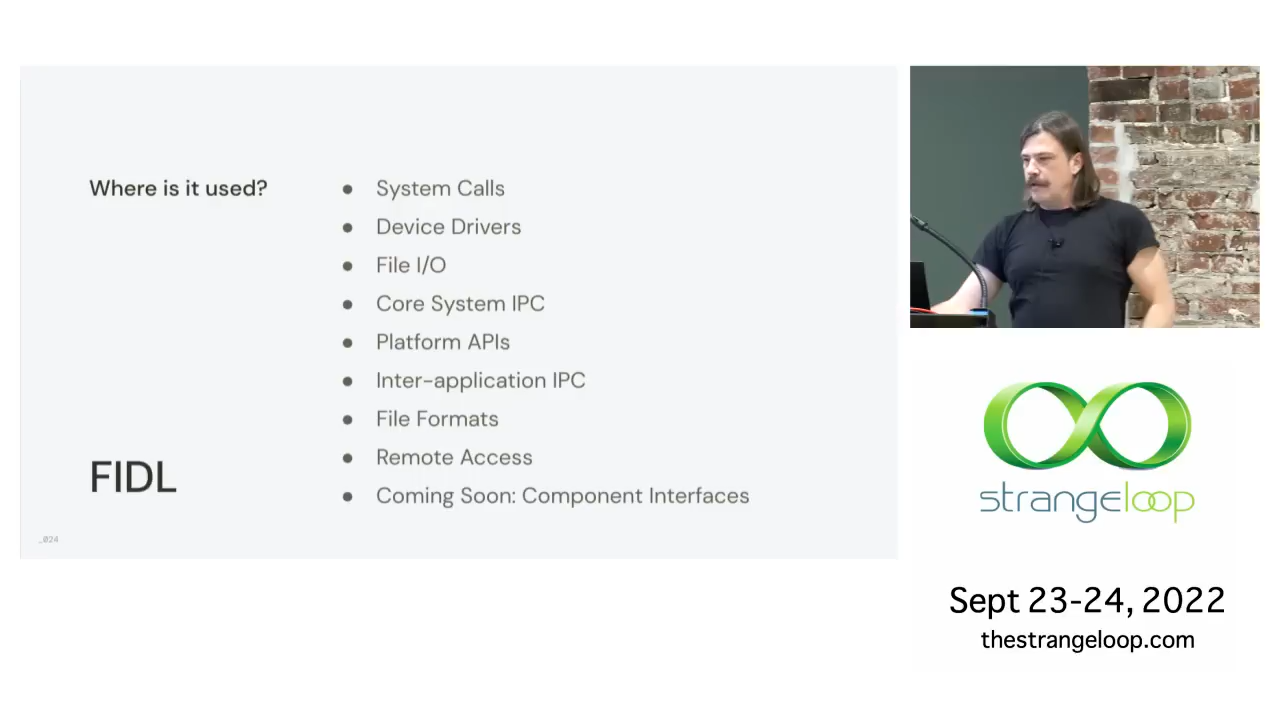 Where is it used?
● System Calls
● Device Drivers
● File I/O
● Core System IPC
● Platform APIs
● Inter-application IPC
● File Formats
● Remote Access
● Coming Soon: Component Interfaces
FIDL
_024
strangeloop
Sept 23-24, 2022
thestrangeloop.com